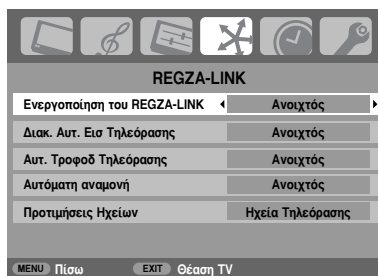 REGZA-LINK
Ενεργοποίηση του REGZA-LINK Ανοιχτός
Διακ. Αυτ. Εισ Τηλεόρασης Ανοιχτός
Αυτ. Τροφοδ Τηλεόρασης Ανοιχτός
Αυτόματη αναμονή Ανοιχτός
Προτιμήσεις Ηχείων Ηχεία Τηλεόρασης
MENU Πίσω EXIT Θέαση TV